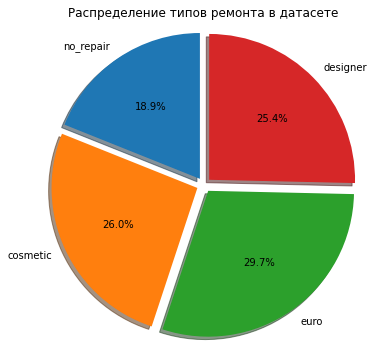 Распределение типов ремонта в датасете
no_repair
designer
18.9%
25.4%
cosmetic
26.0%
29.7%
euro